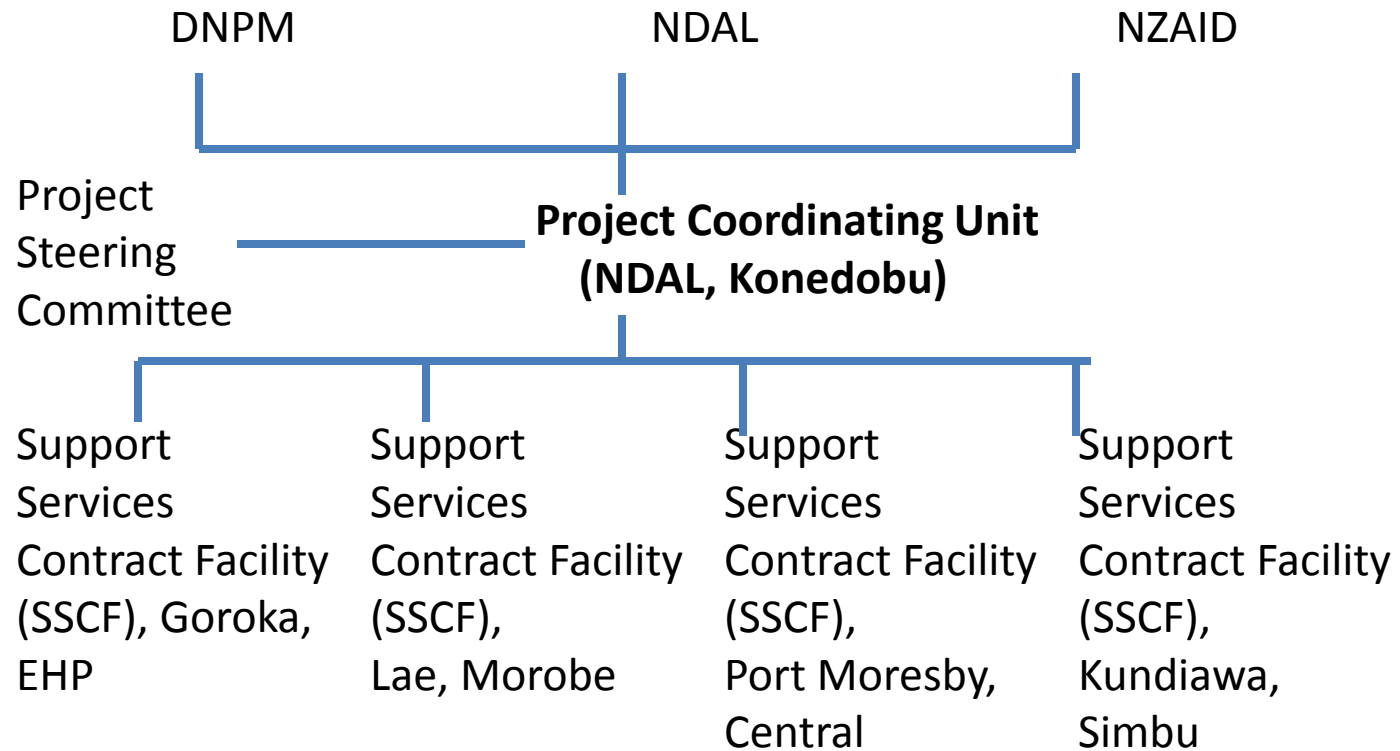 DNPM
NDAL
NZAID
Project
Steering
Committee
Project Coordinating Unit
(NDAL, Konedobu)
Support
Services
Contract Facility
(SSCF), Goroka,
EHP
Support
Services
Contract Facility
(SSCF),
Lae, Morobe
Support
Services
Contract Facility
(SSCF),
Port Moresby,
Central
Support
Services
Contract Facility
(SSCF),
Kundiawa,
Simbu